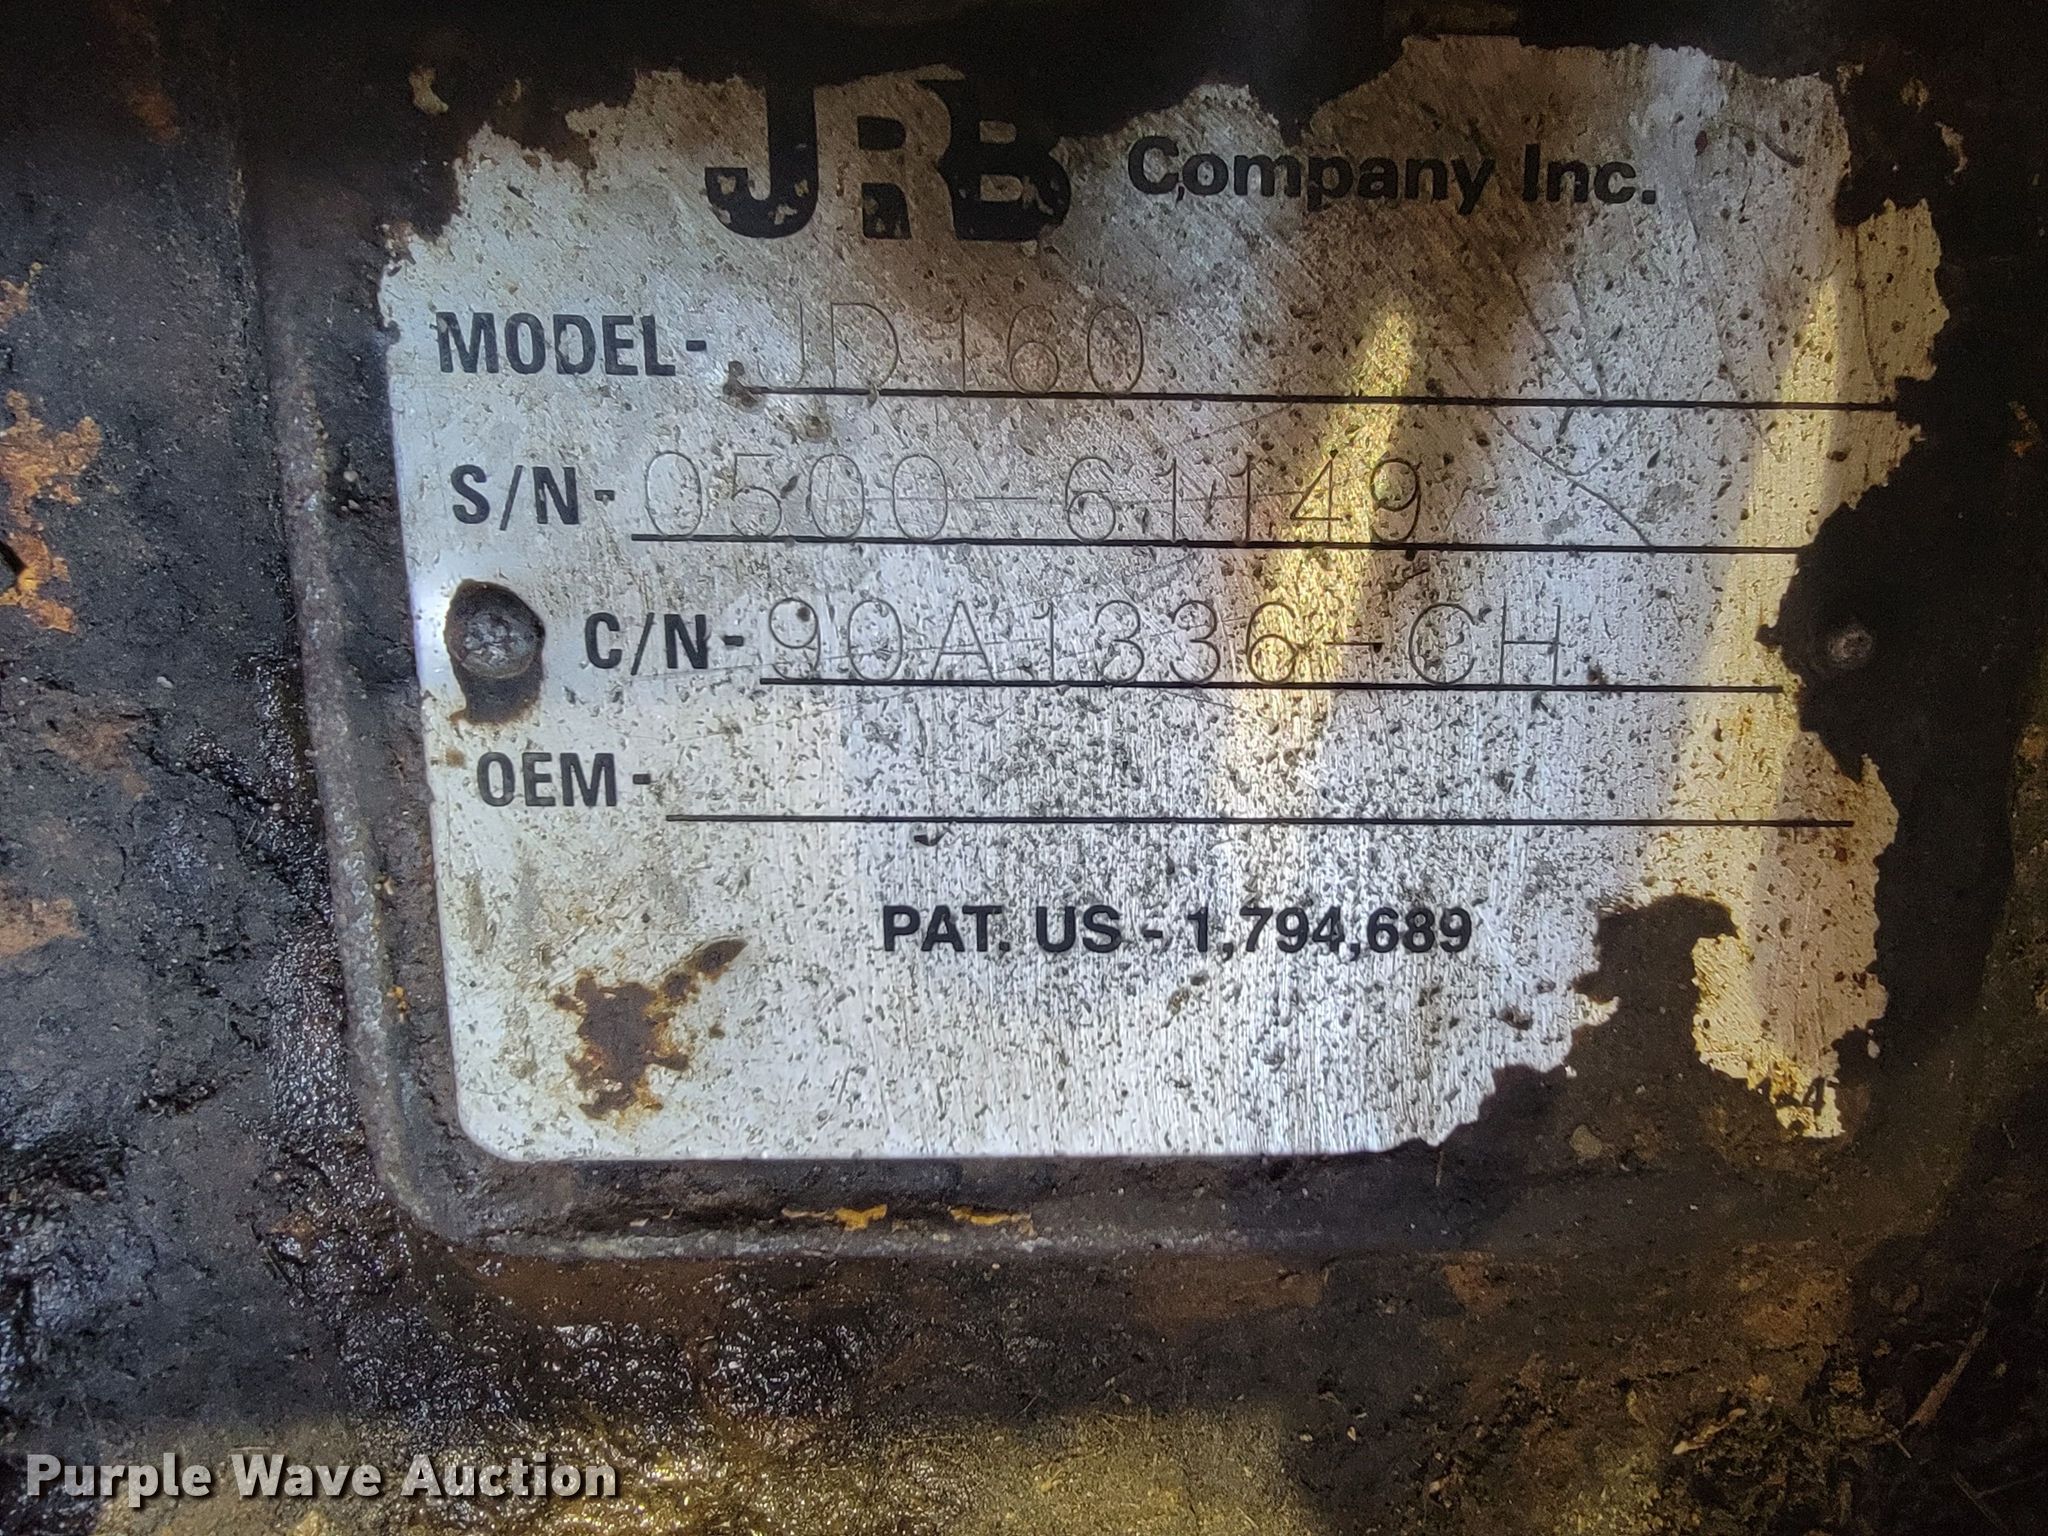 JRB Company Inc.
MODEL- JD160
S/N- 0500-61149
C/N- 90A1336-CH
OEM-
PAT. US - 1,794,689
Purple Wave Auction